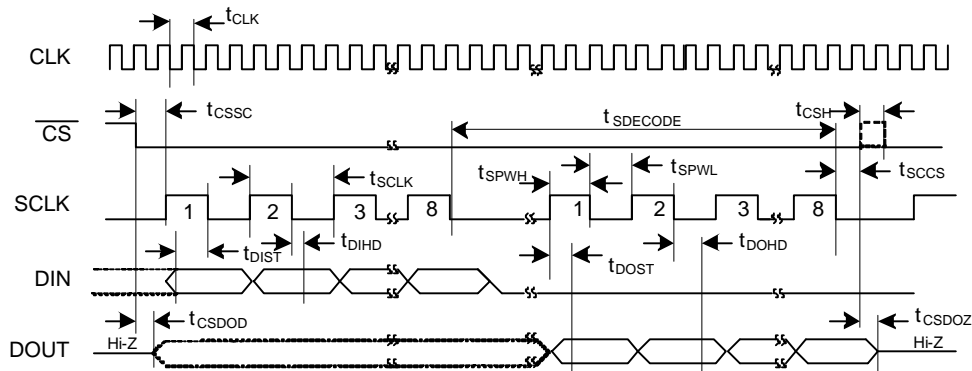 tCLK
CLK
tCSSC
tCSH
CS
tSDECODE
tSCLK
tSPWH
tSPWL
tSCCS
SCLK
1 2 3 8 1 2 3 8
tDIST
tDIHD
tDOST
tDOHD
DIN
tCSDOD
tCSDOZ
DOUT
Hi-Z
Hi-Z